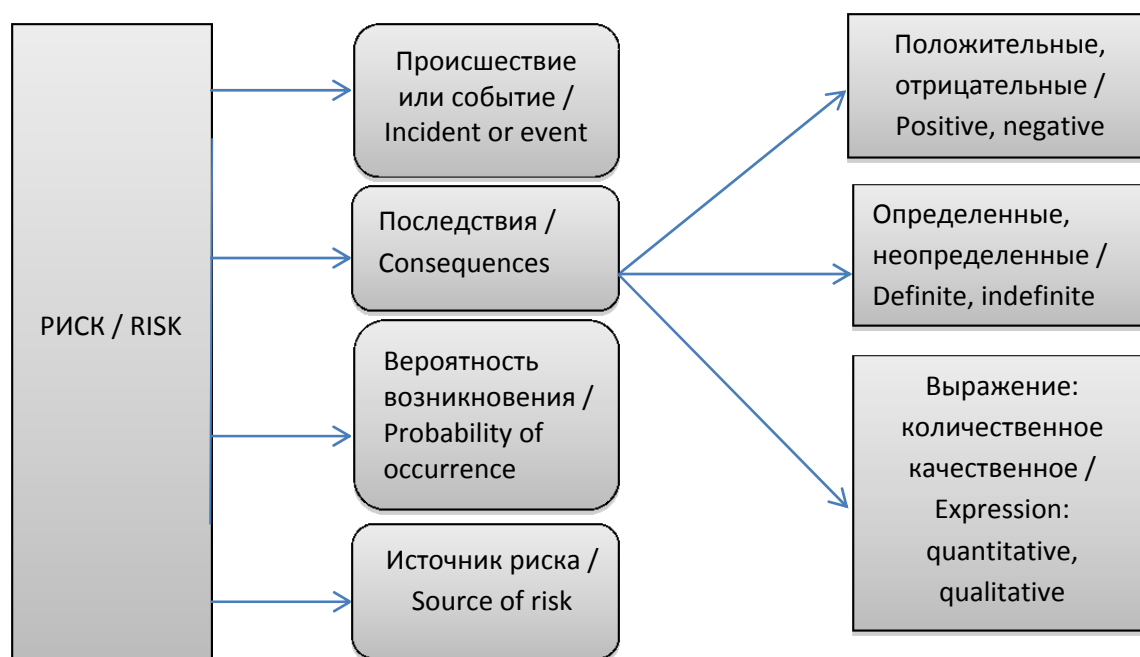 РИСК / RISK
Происшествие
или событие /
Incident or event
Последствия /
Consequences
Вероятность
возникновения /
Probability of
occurrence
Источник риска /
Source of risk
Положительные,
отрицательные /
Positive, negative
Определенные,
неопределенные /
Definite, indefinite
Выражение:
количественное
качественное /
Expression:
quantitative,
qualitative